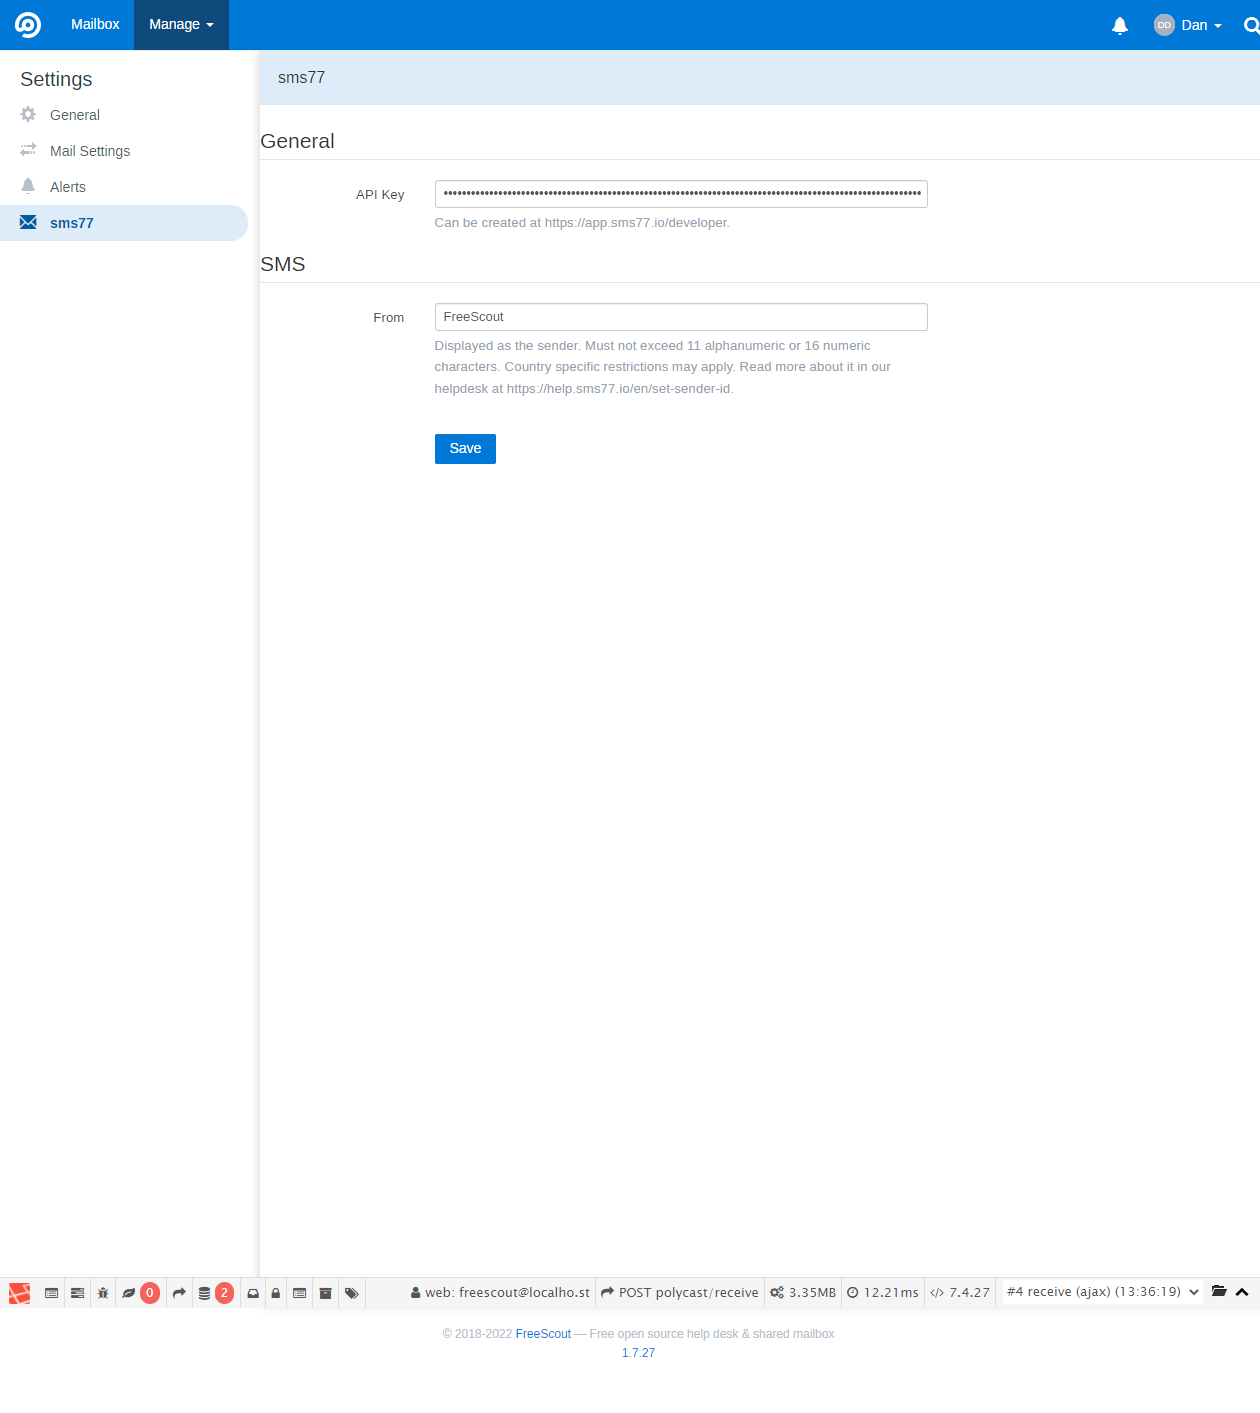 Mailbox Manage DD Dan
Settings
General
Mail Settings
Alerts
sms77
sms77
General
API Key ••••••••••••••••••••••••••••••••••••••••••••••••••••••••••••••••••••••••••••••••••••••••••
Can be created at https://app.sms77.io/developer.
SMS
From FreeScout
Displayed as the sender. Must not exceed 11 alphanumeric or 16 numeric
characters. Country specific restrictions may apply. Read more about it in our
helpdesk at https://help.sms77.io/en/set-sender-id.
Save
0 2 web: freescout@localho.st POST polycast/receive 3.35MB 12.21ms </> 7.4.27 #4 receive (ajax) (13:36:19)
© 2018-2022 FreeScout — Free open source help desk & shared mailbox
1.7.27